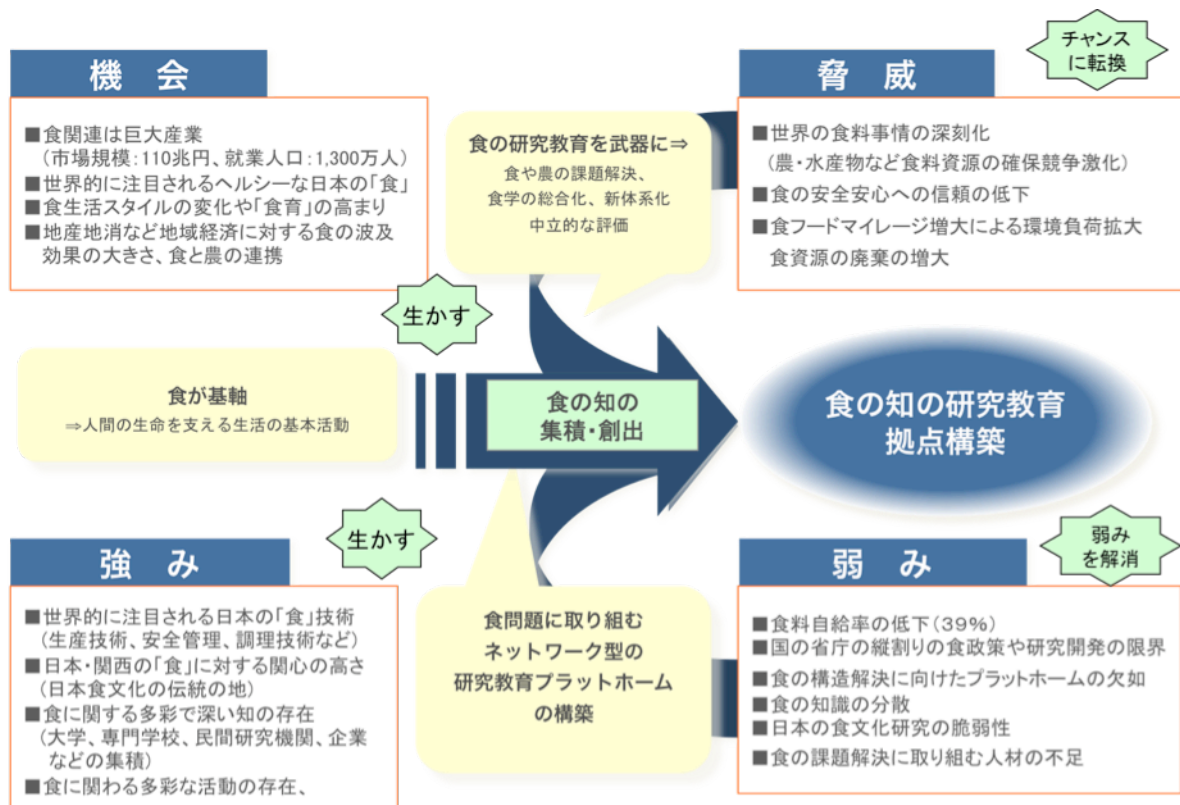 機 会
■食関連は巨大産業
(市場規模:110兆円、就業人口:1,300万人)
■世界的に注目されるヘルシーな日本の「食」
■食生活スタイルの変化や「食育」の高まり
■地産地消など地域経済に対する食の波及
効果の大きさ、食と農の連携
生かす
食の研究教育を武器に⇒
食や農の課題解決、
食学の総合化、新体系化
中立的な評価
チャンス
に転換
脅 威
■世界の食料事情の深刻化
(農・水産物など食料資源の確保競争激化)
■食の安全安心への信頼の低下
■食フードマイレージ増大による環境負荷拡大
食資源の廃棄の増大
食が基軸
⇒人間の生命を支える生活の基本活動
食の知の
集積・創出
食の知の研究教育
拠点構築
強 み
生かす
■世界的に注目される日本の「食」技術
(生産技術、安全管理、調理技術など)
■日本・関西の「食」に対する関心の高さ
(日本食文化の伝統の地)
■食に関する多彩で深い知の存在
(大学、専門学校、民間研究機関、企業
などの集積)
■食に関わる多彩な活動の存在、
食問題に取り組む
ネットワーク型の
研究教育プラットホーム
の構築
弱み
を解消
弱 み
■食料自給率の低下(39%)
■国の省庁の縦割りの食政策や研究開発の限界
■食の構造解決に向けたプラットホームの欠如
■食の知識の分散
■日本の食文化研究の脆弱性
■食の課題解決に取り組む人材の不足